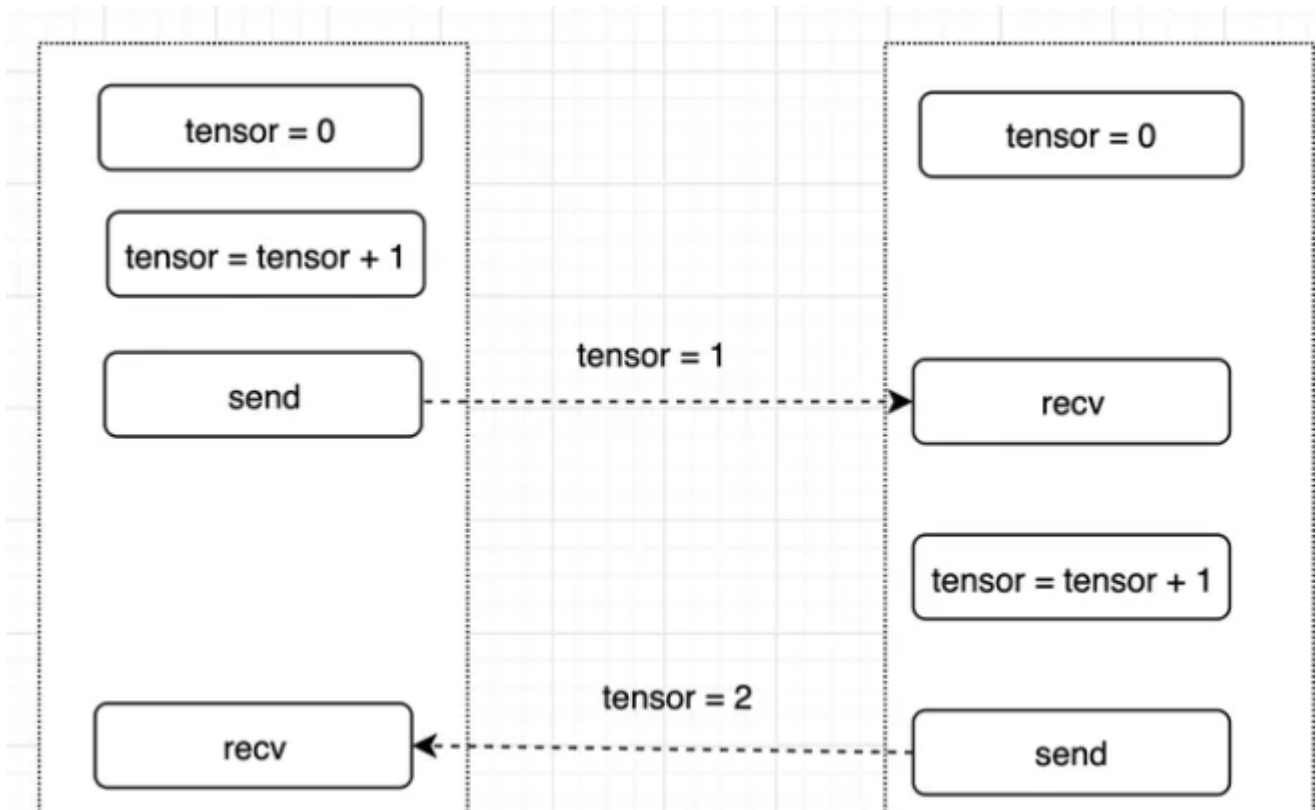 tensor = 0
tensor = 0
tensor = tensor + 1
tensor = 1
send
recv
tensor = tensor + 1
tensor = 2
recv
send